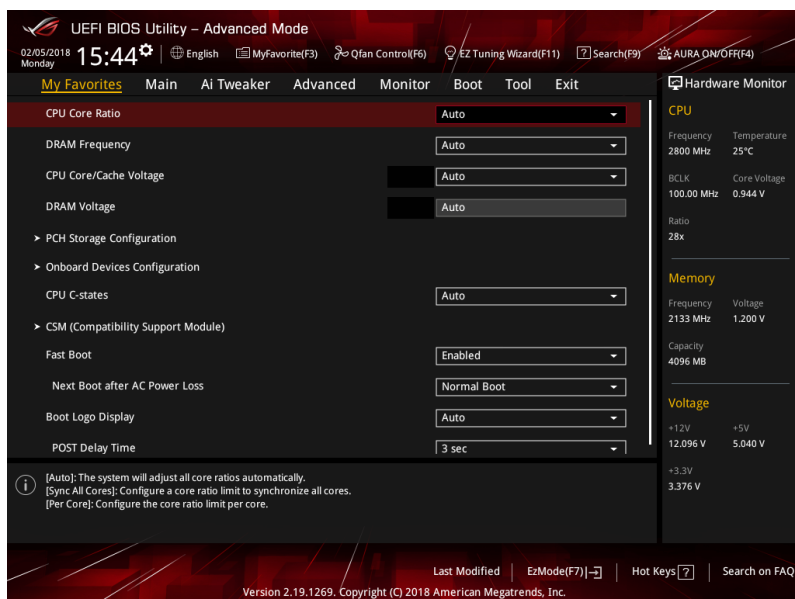 UEFI BIOS Utility – Advanced Mode
02/05/2018 Monday 15:44 English MyFavorite(F3) Qfan Control(F6) EZ Tuning Wizard(F11) ? Search(F9) AURA ON/OFF(F4)
My Favorites Main Ai Tweaker Advanced Monitor Boot Tool Exit
CPU Core Ratio Auto
DRAM Frequency Auto
CPU Core/Cache Voltage Auto
DRAM Voltage Auto
> PCH Storage Configuration
> Onboard Devices Configuration
CPU C-states Auto
> CSM (Compatibility Support Module)
Fast Boot Enabled
Next Boot after AC Power Loss Normal Boot
Boot Logo Display Auto
POST Delay Time 3 sec
i
[Auto]: The system will adjust all core ratios automatically.
[Sync All Cores]: Configure a core ratio limit to synchronize all cores.
[Per Core]: Configure the core ratio limit per core.
Hardware Monitor
CPU
Frequency Temperature
2800 MHz 25°C
BCLK Core Voltage
100.00 MHz 0.944 V
Ratio
28x
Memory
Frequency Voltage
2133 MHz 1.200 V
Capacity
4096 MB
Voltage
+12V +5V
12.096 V 5.040 V
+3.3V
3.376 V
Last Modified EzMode(F7) Hot Keys ? Search on FAQ
Version 2.19.1269. Copyright (C) 2018 American Megatrends, Inc.